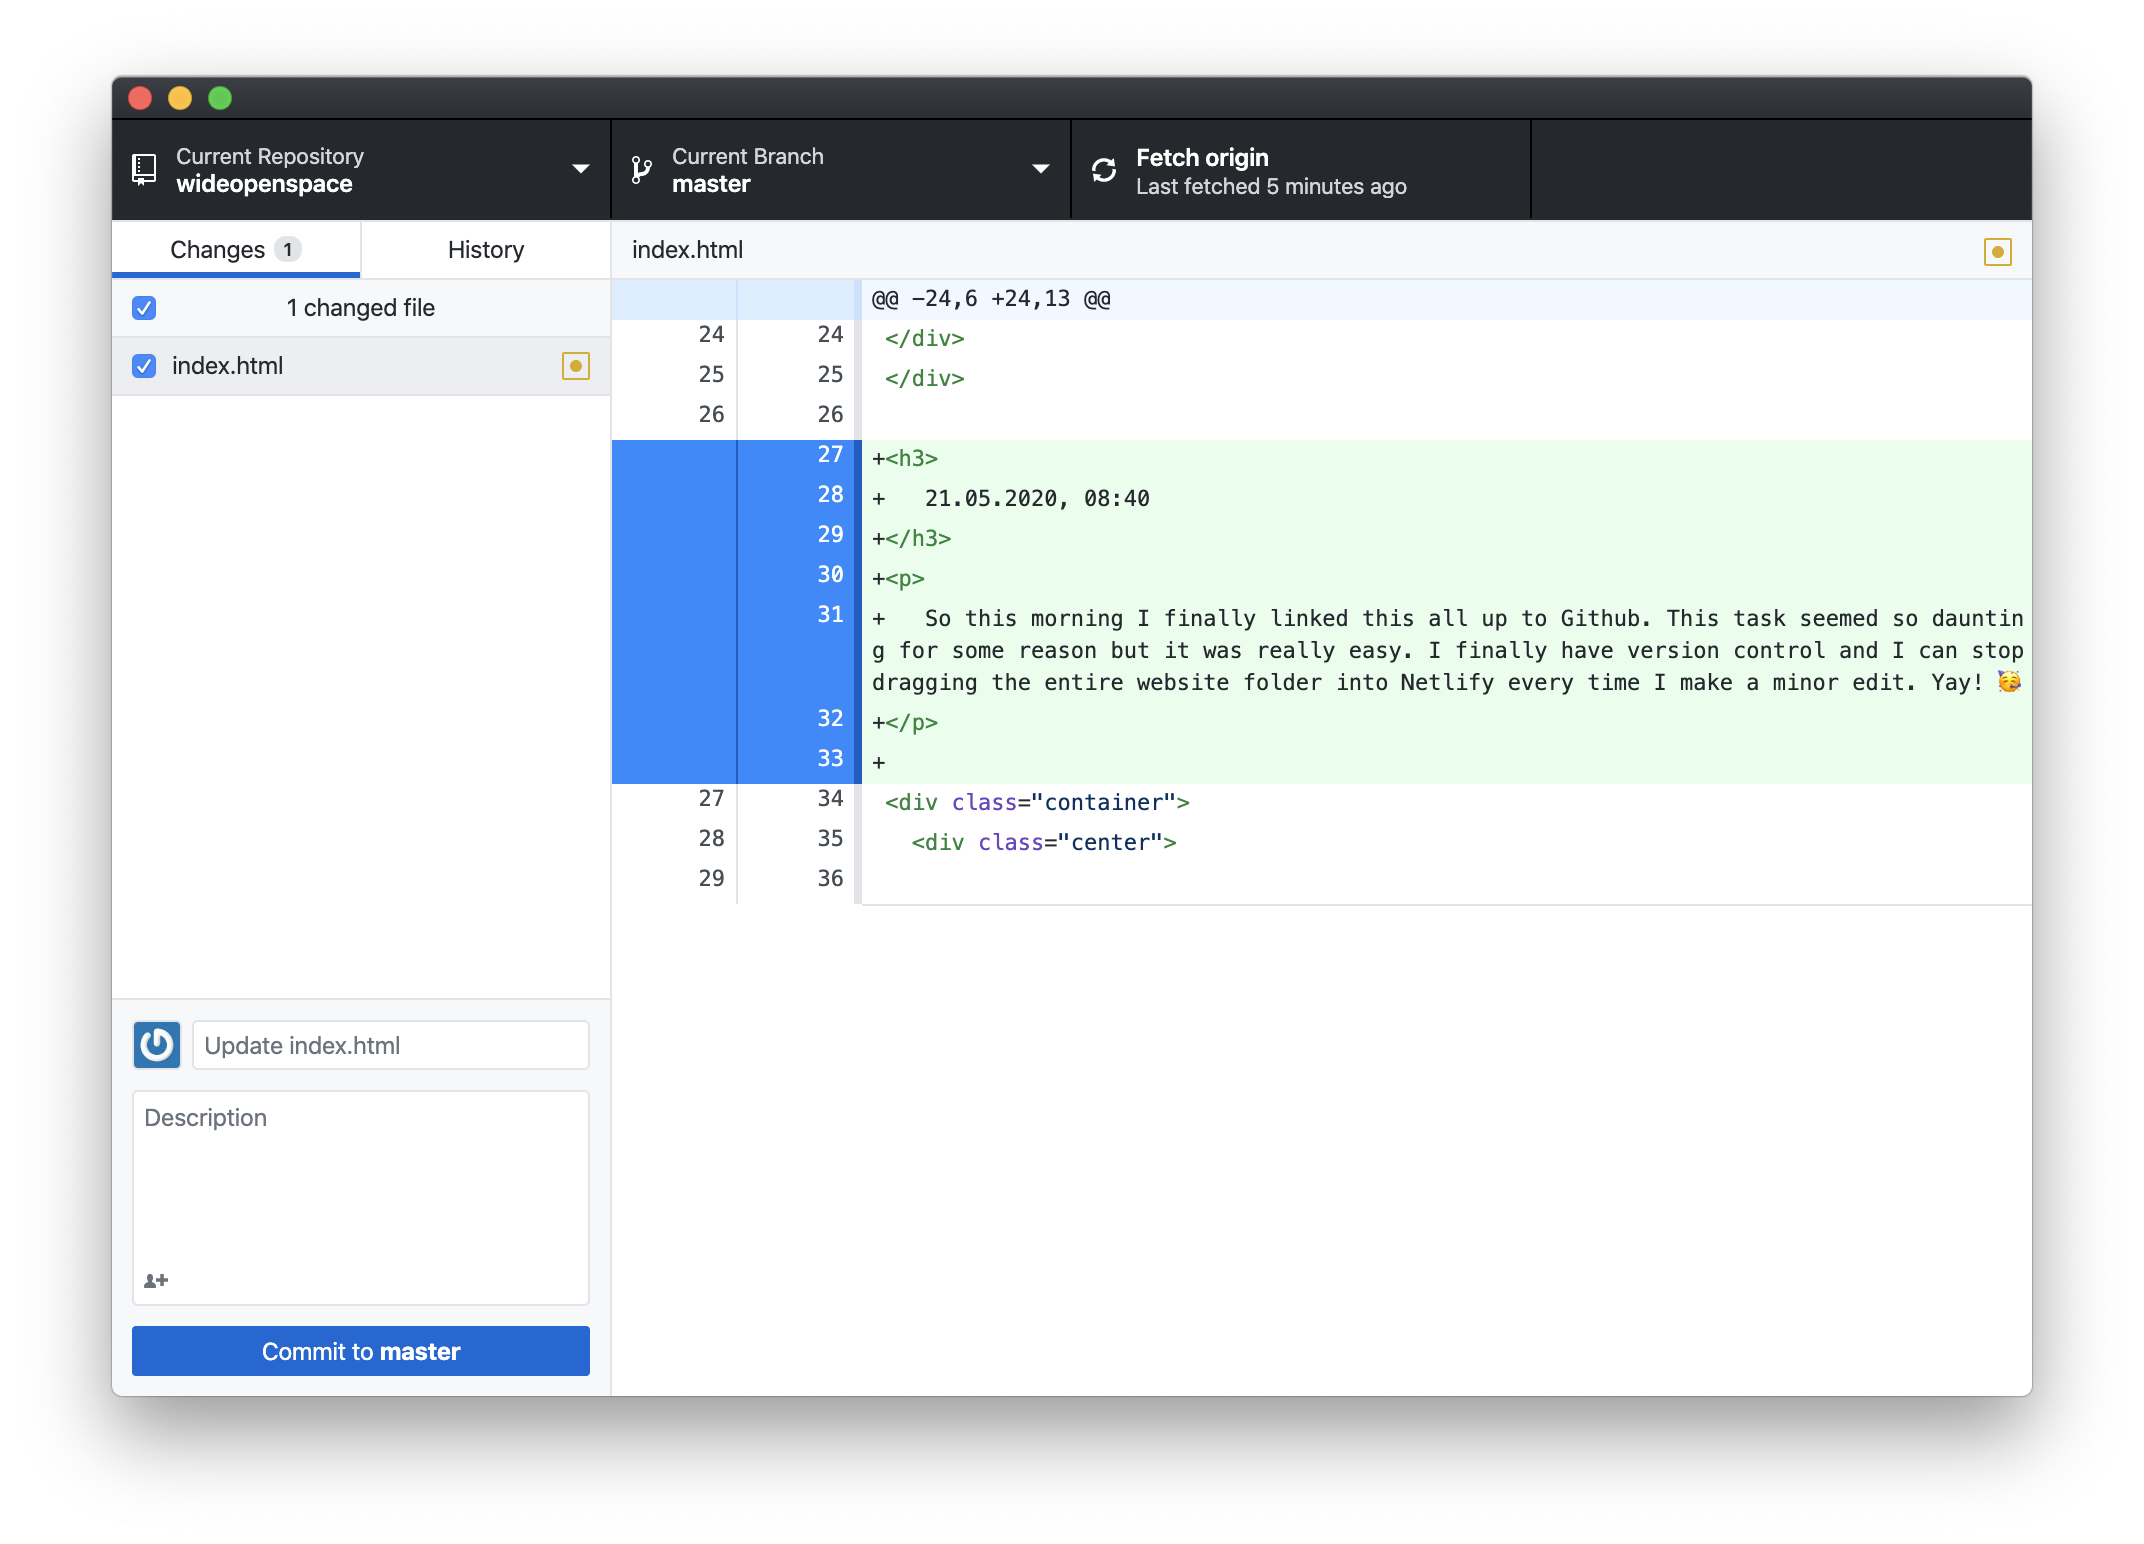 Current Repository
wideopenspace
Current Branch
master
Fetch origin
Last fetched 5 minutes ago
Changes 1
History
index.html
1 changed file
index.html
@@ -24,6 +24,13 @@
24 24 </div>
25 25 </div>
26 26
27 +<h3>
28 +   21.05.2020, 08:40
29 +</h3>
30 +<p>
31 +   So this morning I finally linked this all up to Github. This task seemed so dauntin
g for some reason but it was really easy. I finally have version control and I can stop
dragging the entire website folder into Netlify every time I make a minor edit. Yay! 🥳
32 +</p>
33 +
27 34 <div class="container">
28 35   <div class="center">
29 36
Update index.html
Description
Commit to master